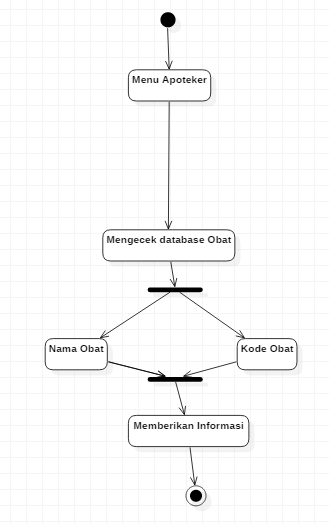 Menu Apoteker
Mengecek database Obat
Nama Obat
Kode Obat
Memberikan Informasi